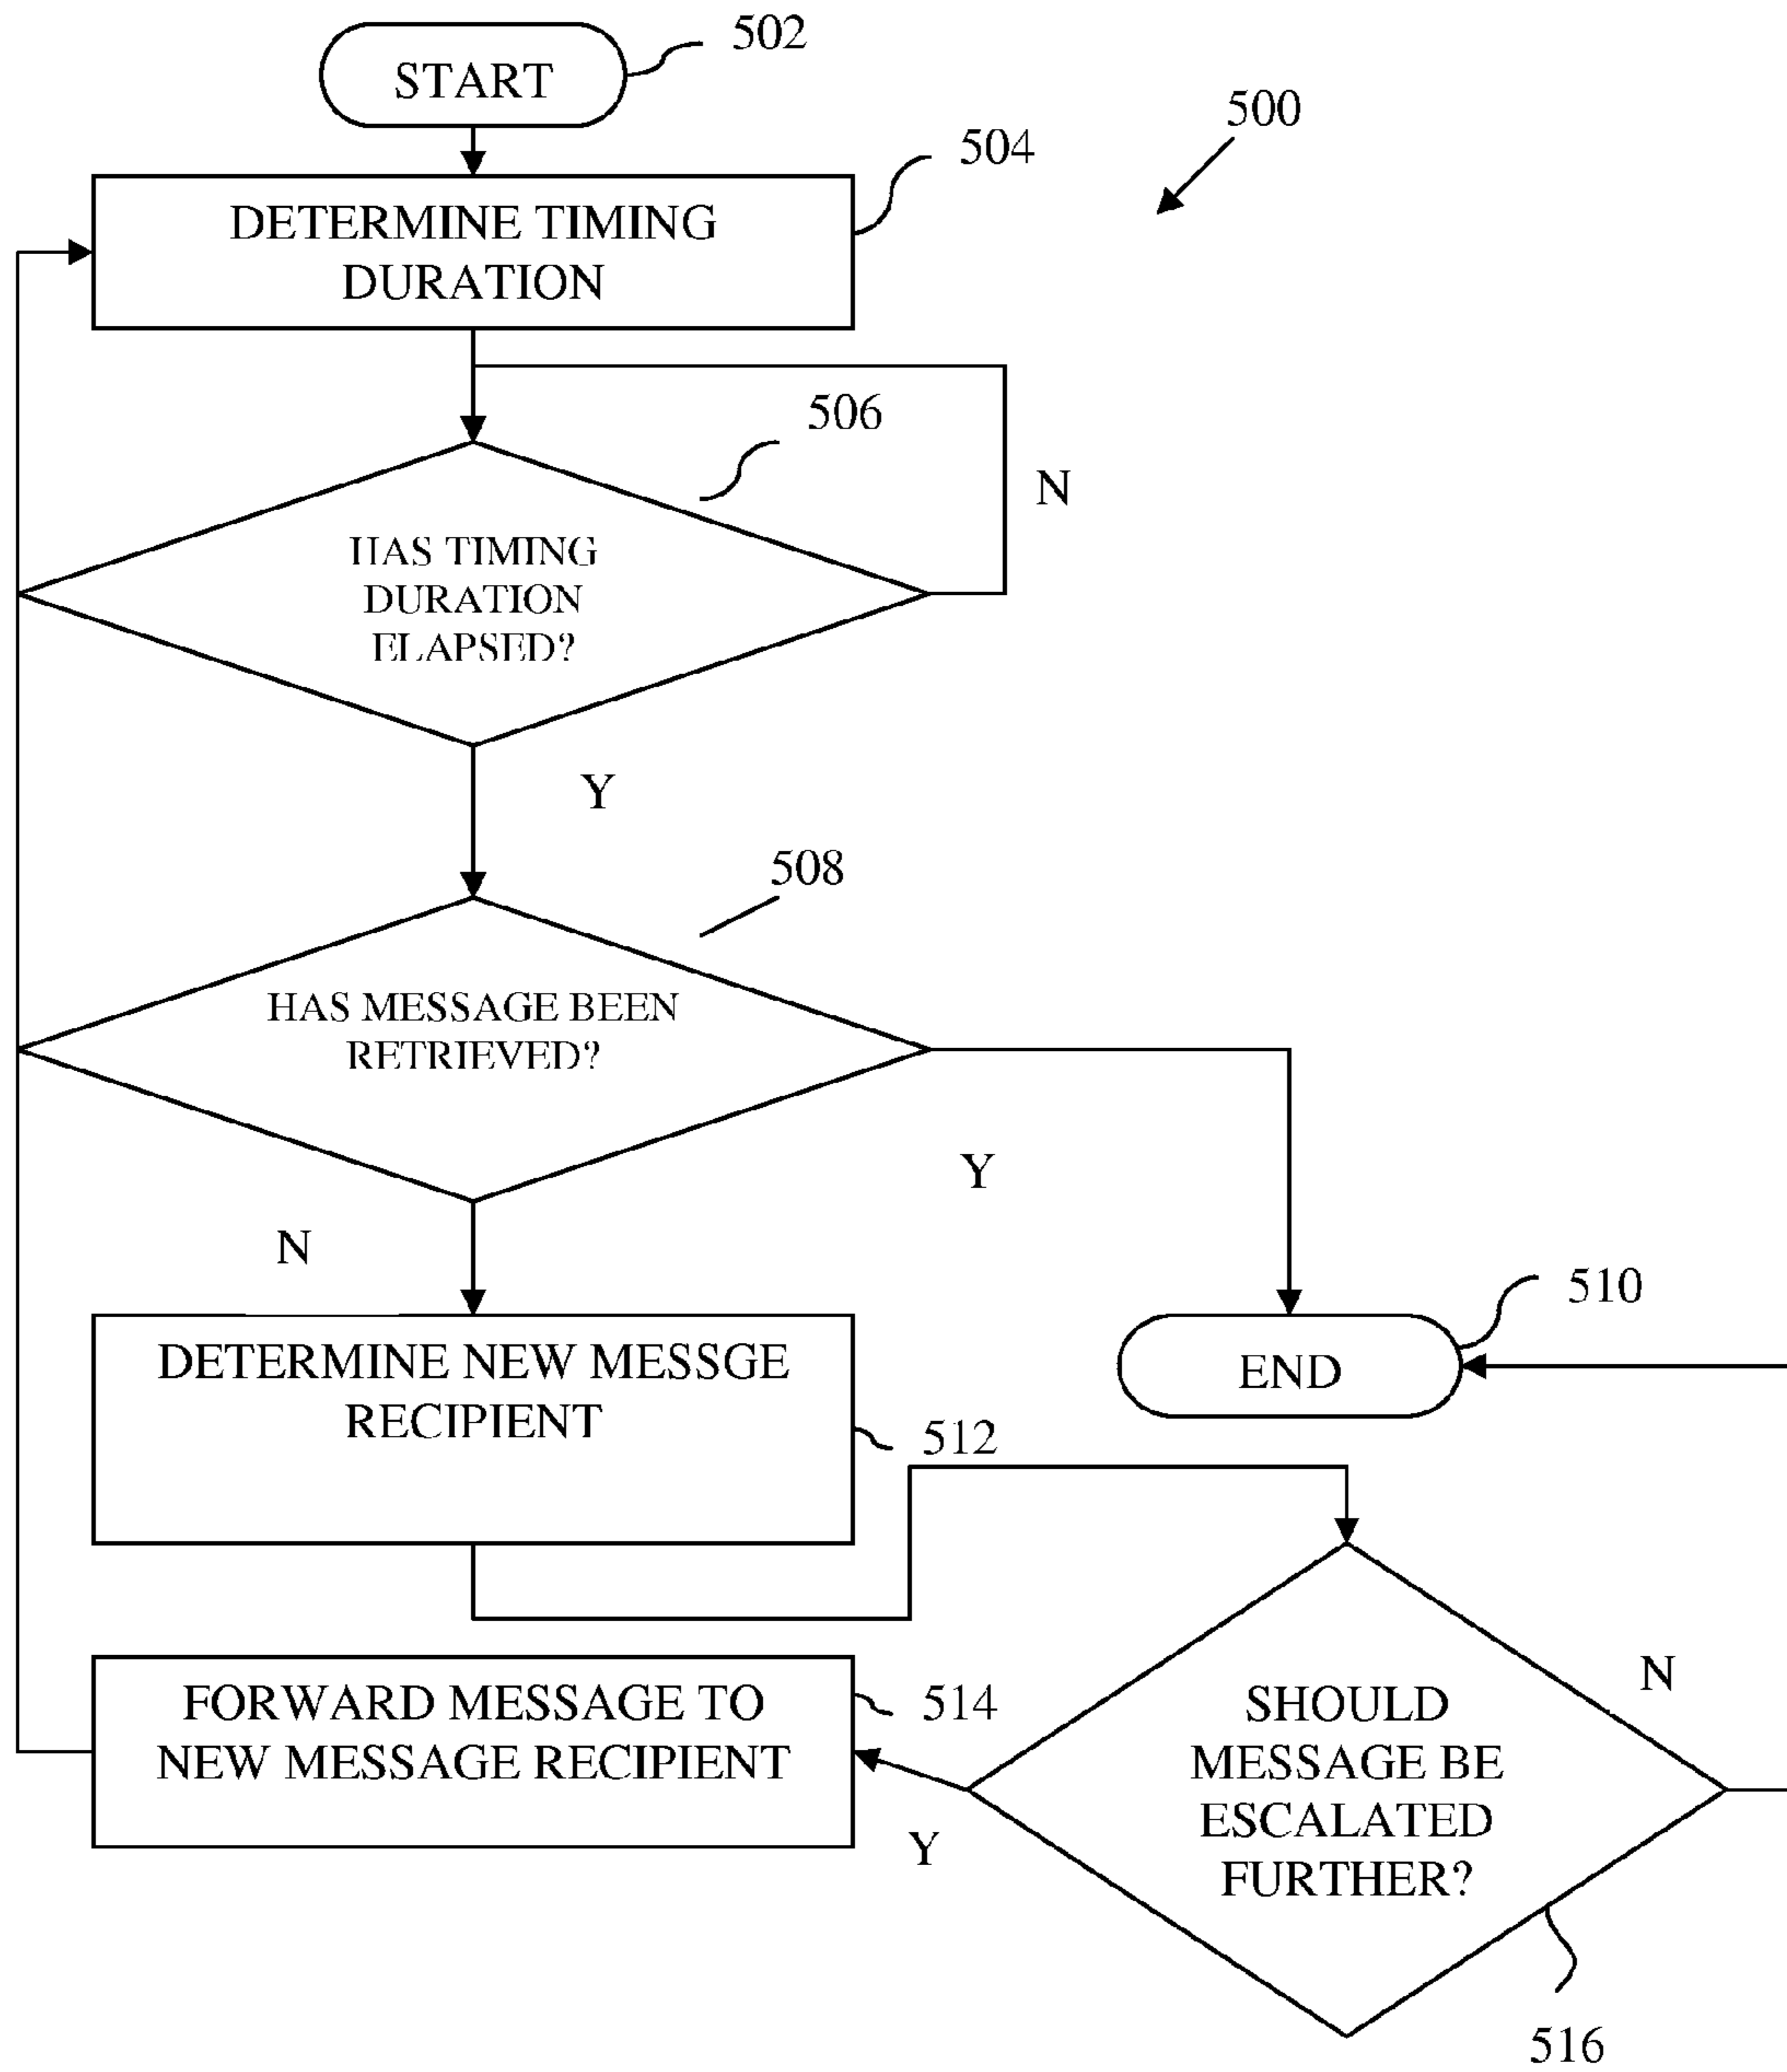 START
502
500
504
DETERMINE TIMING
DURATION
506
N
HAS TIMING
DURATION
ELAPSED?
Y
508
HAS MESSAGE BEEN
RETRIEVED?
Y
N
510
END
DETERMINE NEW MESSGE
RECIPIENT
512
N
FORWARD MESSAGE TO
NEW MESSAGE RECIPIENT
514
SHOULD
MESSAGE BE
ESCALATED
FURTHER?
Y
516